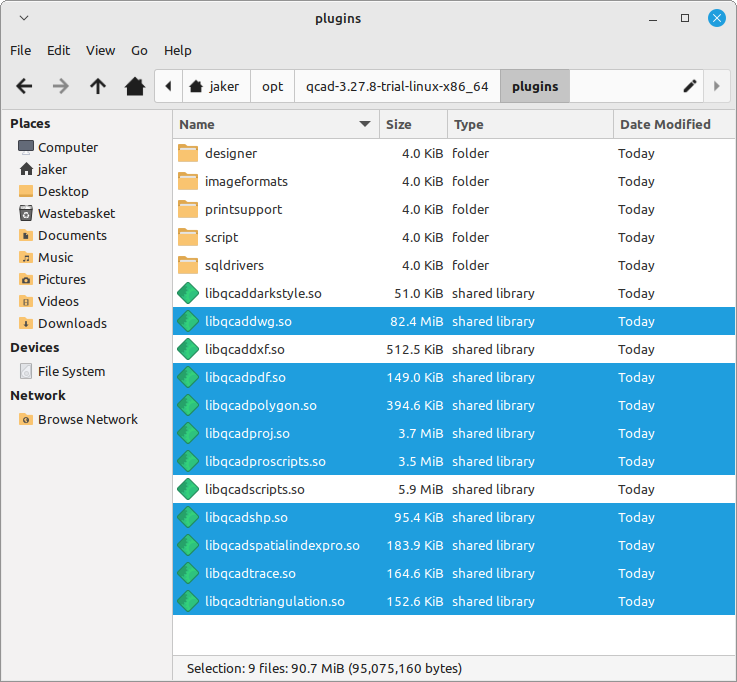 plugins
File Edit View Go Help
jaker opt qcad-3.27.8-trial-linux-x86_64 plugins
Places
Computer
jaker
Desktop
Wastebasket
Documents
Music
Pictures
Videos
Downloads
Devices
File System
Network
Browse Network
Name Size Type Date Modified
designer 4.0 KiB folder Today
imageformats 4.0 KiB folder Today
printsupport 4.0 KiB folder Today
script 4.0 KiB folder Today
sqldrivers 4.0 KiB folder Today
libqcaddarkstyle.so 51.0 KiB shared library Today
libqcaddwg.so 82.4 MiB shared library Today
libqcaddxf.so 512.5 KiB shared library Today
libqcadpdf.so 149.0 KiB shared library Today
libqcadpolygon.so 394.6 KiB shared library Today
libqcadproj.so 3.7 MiB shared library Today
libqcadproscripts.so 3.5 MiB shared library Today
libqcadscripts.so 5.9 MiB shared library Today
libqcadshp.so 95.4 KiB shared library Today
libqcadspatialindexpro.so 183.9 KiB shared library Today
libqcadtrace.so 164.6 KiB shared library Today
libqcadtriangulation.so 152.6 KiB shared library Today
Selection: 9 files: 90.7 MiB (95,075,160 bytes)